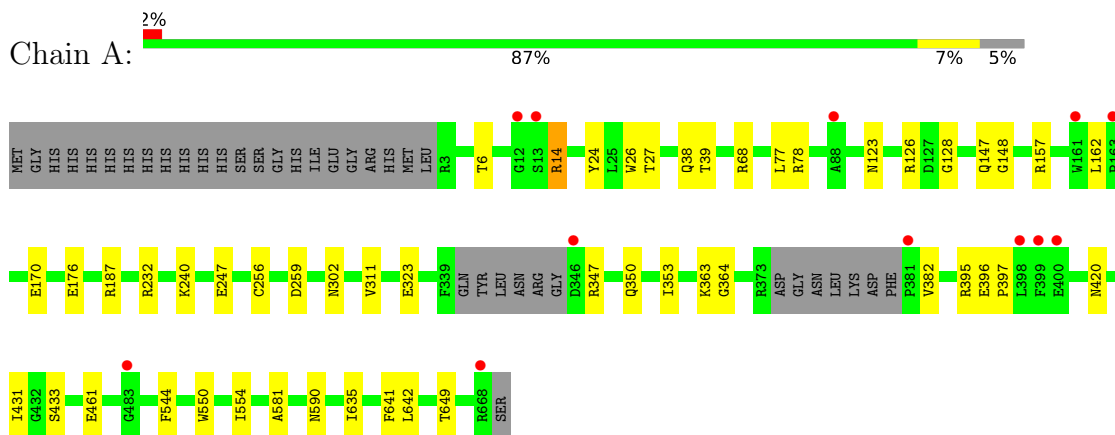 2%
Chain A:
87% 7% 5%
MET GLY HIS HIS HIS HIS HIS HIS HIS HIS HIS HIS HIS HIS SER SER GLY HIS ILE GLU GLY ARG HIS MET LEU R3 T6 G12 S13 R14 Y24 L25 W26 T27 Q38 T39 R68 L77 R78 A88 N123 R126 D127 G128 Q147 G148 R157 W161 L162
E170 E176 R187 R232 K240 E247 C256 D259 N302 V311 E323 F339 GLN TYR LEU ASN ARG GLY D346 R347 Q350 I353 K363 G364 R373 ASP GLY ASN LEU LYS ASP PHE P381 V382 R395 E396 P397 L398 F399 E400 N420
I431 G432 S433 E461 G483 F544 W550 I554 A581 N590 I635 F641 L642 T649 R668 SER